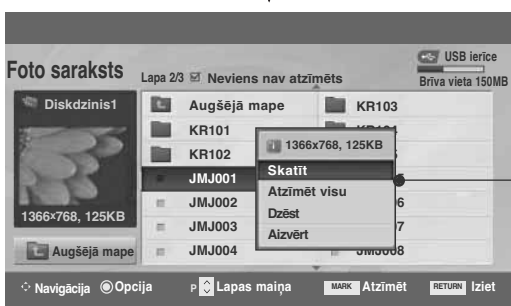 USB ierīce
Foto saraksts
Lapa 2/3 Neviens nav atzīmēts
Brīva vieta 150MB
Diskdzinis1
1366×768, 125KB
Augšējā mape
Augšējā mape
KR101
KR102
JMJ001
JMJ002
JMJ003
JMJ004
KR103
1366x768, 125KB
Skatīt
Atzīmēt visu
Dzēst
Aizvērt
Navigācija Opcija P Lapas maiņa MARK Atzīmēt RETURN Iziet